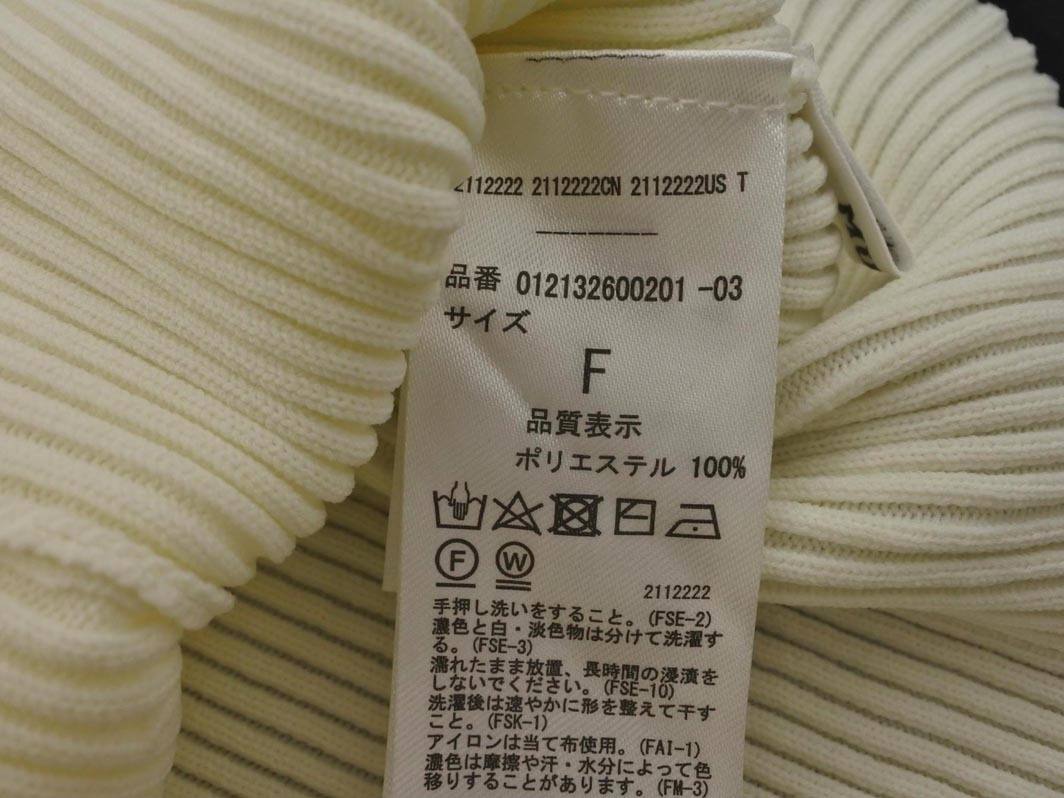 2112222 2112222CN 2112222US T
-------
品番 012132600201 -03
サイズ
F
品質表示
ポリエステル 100%
F W
2112222
手押し洗いをすること。(FSE-2)
濃色と白・淡色物は分けて洗濯す
る。(FSE-3)
濡れたまま放置、長時間の浸漬を
しないでください。(FSE-10)
洗濯後は速やかに形を整えて干す
こと。(FSK-1)
アイロンは当て布使用。(FAI-1)
濃色は摩擦や汗・水分によって色
移りすることがあります。(FM-3)